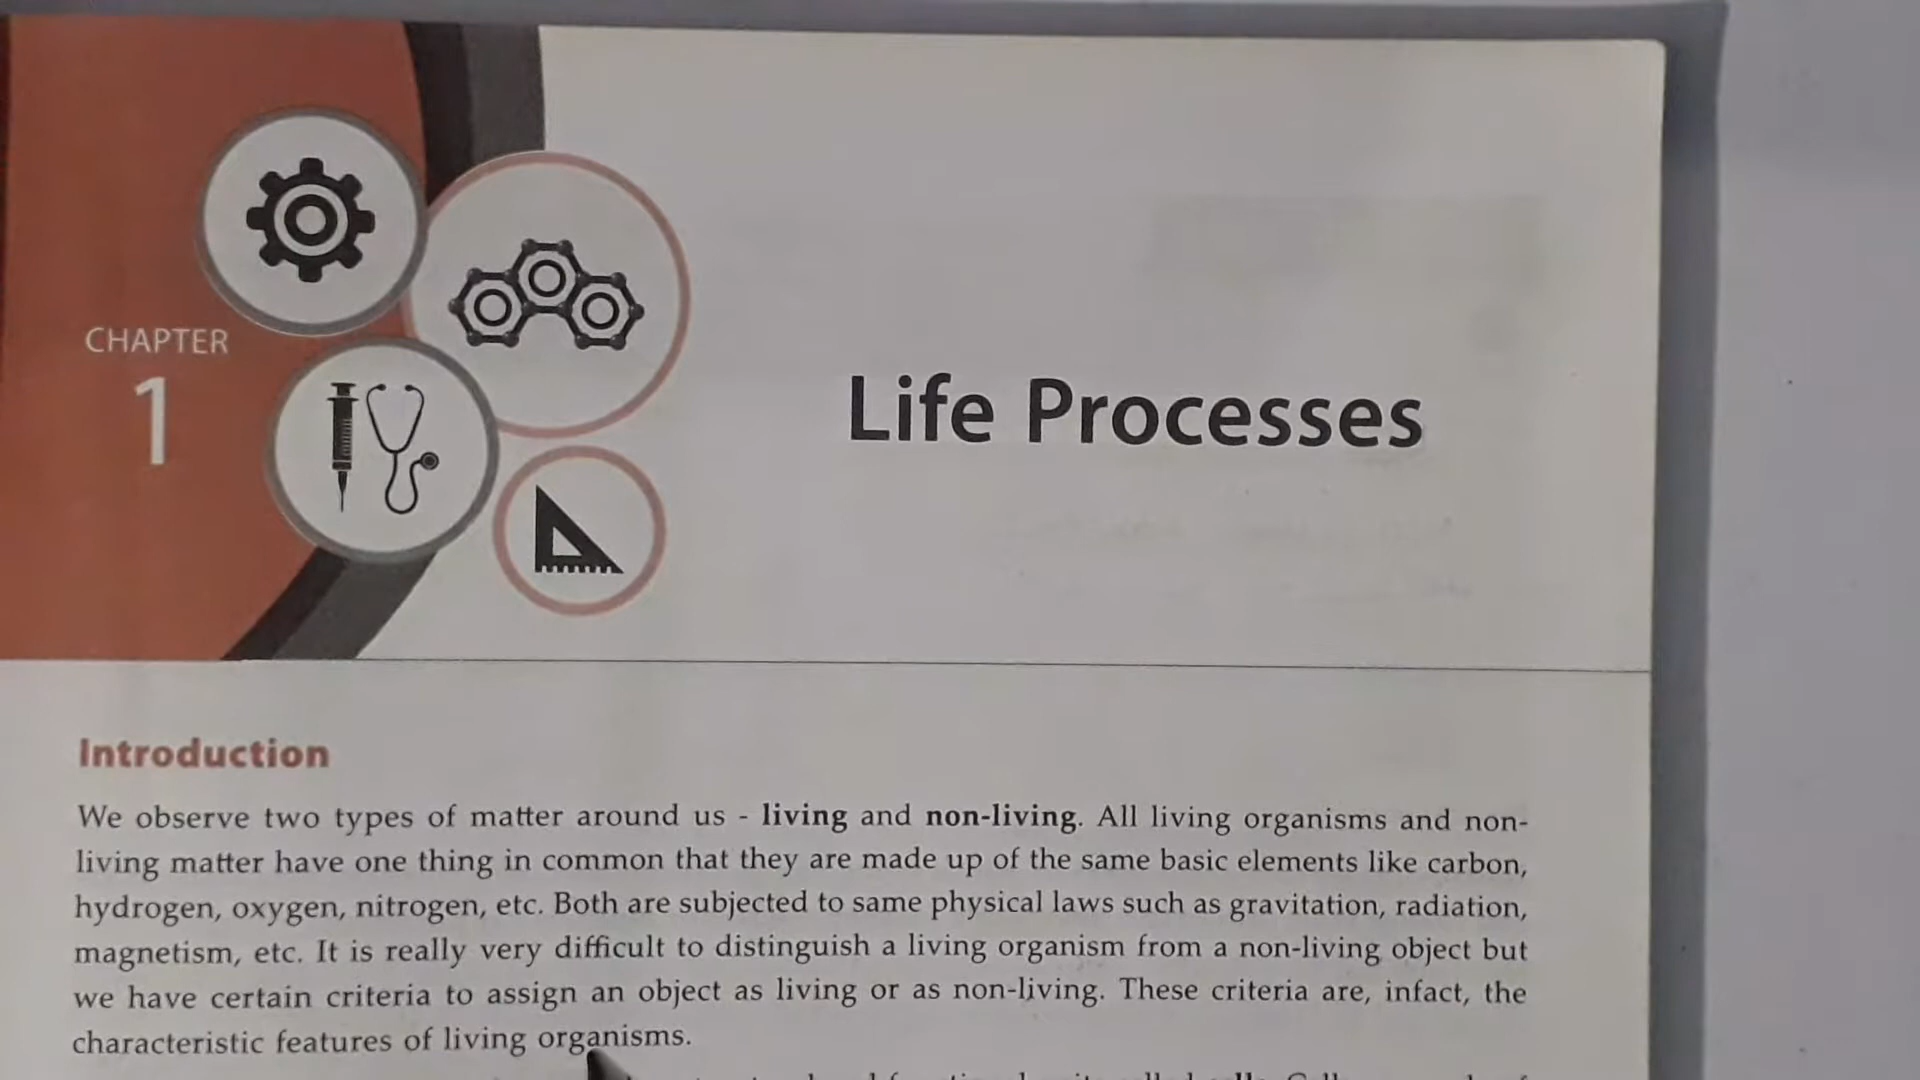 CHAPTER
1
Life Processes
Introduction
We observe two types of matter around us - living and non-living. All living organisms and non-
living matter have one thing in common that they are made up of the same basic elements like carbon,
hydrogen, oxygen, nitrogen, etc. Both are subjected to same physical laws such as gravitation, radiation,
magnetism, etc. It is really very difficult to distinguish a living organism from a non-living object but
we have certain criteria to assign an object as living or as non-living. These criteria are, infact, the
characteristic features of living organisms.